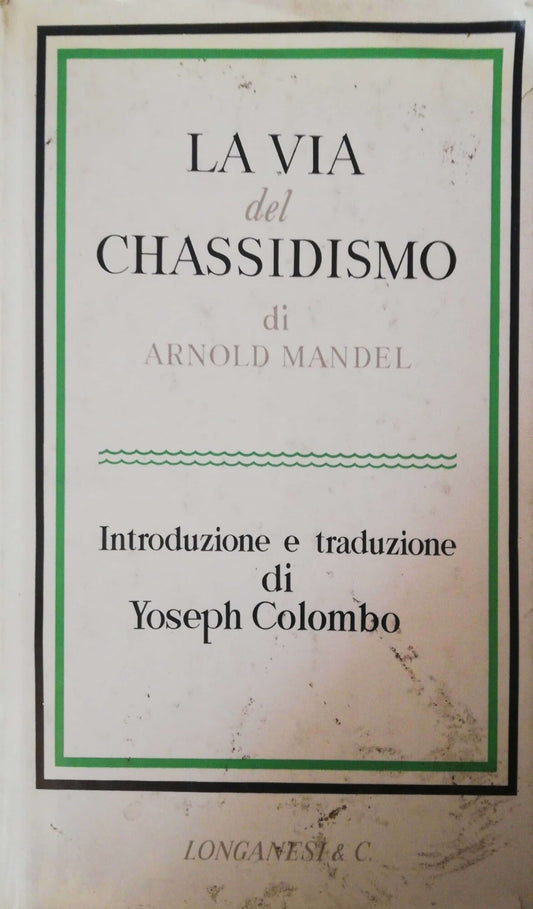 LA VIA
del
CHASSIDISMO
di
ARNOLD MANDEL
Introduzione e traduzione
di
Yoseph Colombo
LONGANESI & C.